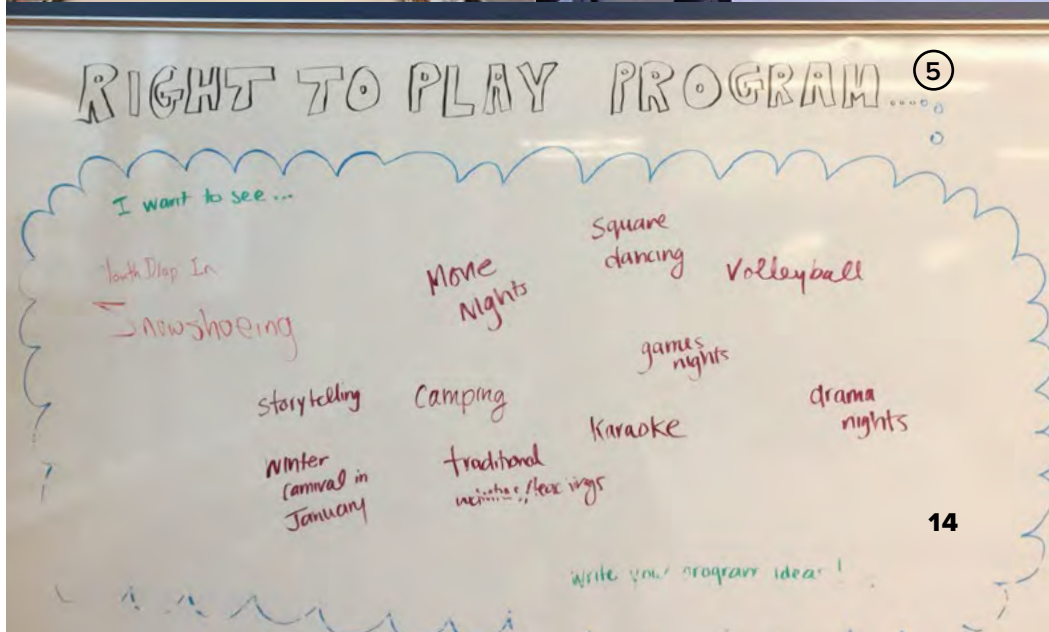 RIGHT TO PLAY PROGRAM.....
5
I want to see...
Youth Drop In
Snowshoeing
Movie
Nights
Square
dancing
Volleyball
games
nights
storytelling
Camping
Karaoke
drama
nights
Winter
Carnival in
January
traditional
14
write your program ideas!